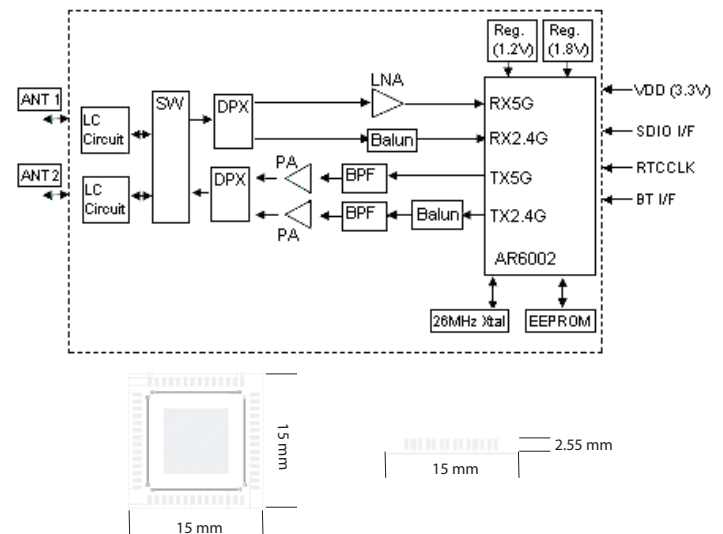 Reg.
(1.2V)
Reg.
(1.8V)
LNA
ANT 1
LC
Circuit
SW
DPX
RX5G
VDD (3.3V)
Balun
RX2.4G
SDIO I/F
ANT2
LC
Circuit
DPX
PA
BPF
TX5G
RTCCLK
BT I/F
PA
BPF
Balun
TX2.4G
AR6002
26MHz Xtal
EEPROM
15 mm
15 mm
2.55 mm
15 mm